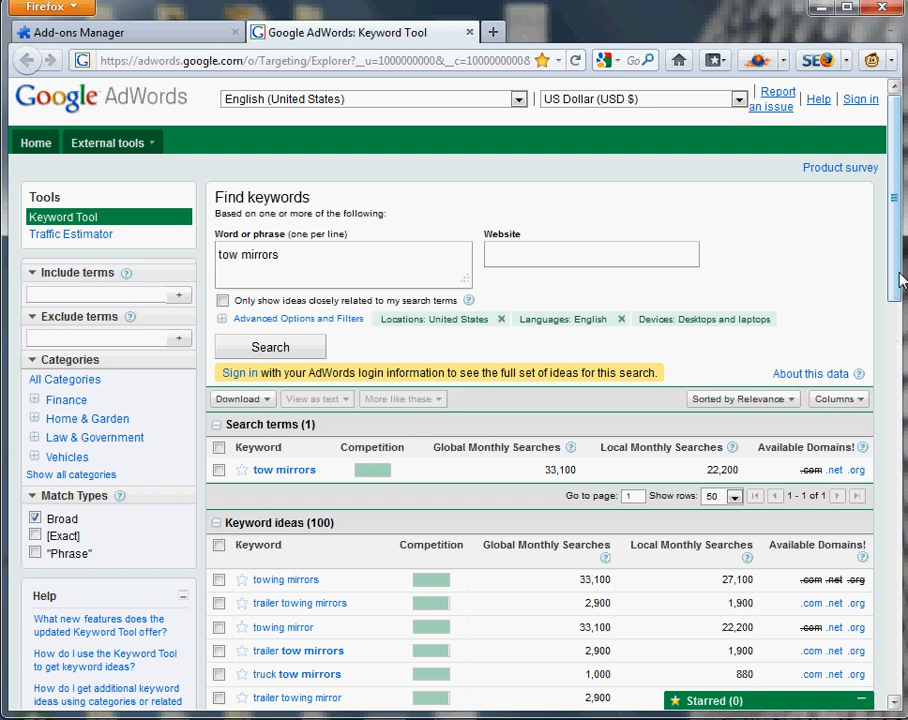 Firefox
Add-ons Manager
Google AdWords: Keyword Tool
https://adwords.google.com/o/Targeting/Explorer?__u=1000000000&__c=1000000000&
Go
SEO
Google AdWords
English (United States)
US Dollar (USD $)
Report an issue
Help
Sign in
Home
External tools
Product survey
Tools
Keyword Tool
Traffic Estimator
Include terms
Exclude terms
Categories
All Categories
Finance
Home & Garden
Law & Government
Vehicles
Show all categories
Match Types
Broad
[Exact]
"Phrase"
Help
What new features does the
updated Keyword Tool offer?
How do I use the Keyword Tool
to get keyword ideas?
How do I get additional keyword
ideas using categories or related
Find keywords
Based on one or more of the following:
Word or phrase (one per line)
Website
tow mirrors
Only show ideas closely related to my search terms
Advanced Options and Filters
Locations: United States
Languages: English
Devices: Desktops and laptops
Search
Sign in with your AdWords login information to see the full set of ideas for this search.
About this data
Download
View as text
More like these
Sorted by Relevance
Columns
Search terms (1)
Keyword Competition Global Monthly Searches Local Monthly Searches Available Domains!
tow mirrors 33,100 22,200 .com .net .org
Go to page: 1 Show rows: 50 1 - 1 of 1
Keyword ideas (100)
Keyword Competition Global Monthly Searches Local Monthly Searches Available Domains!
towing mirrors 33,100 27,100 .com .net .org
trailer towing mirrors 2,900 1,900 .com .net .org
towing mirror 33,100 22,200 .com .net .org
trailer tow mirrors 2,900 1,900 .com .net .org
truck tow mirrors 1,000 880 .com .net .org
trailer towing mirror 2,900
Starred (0)